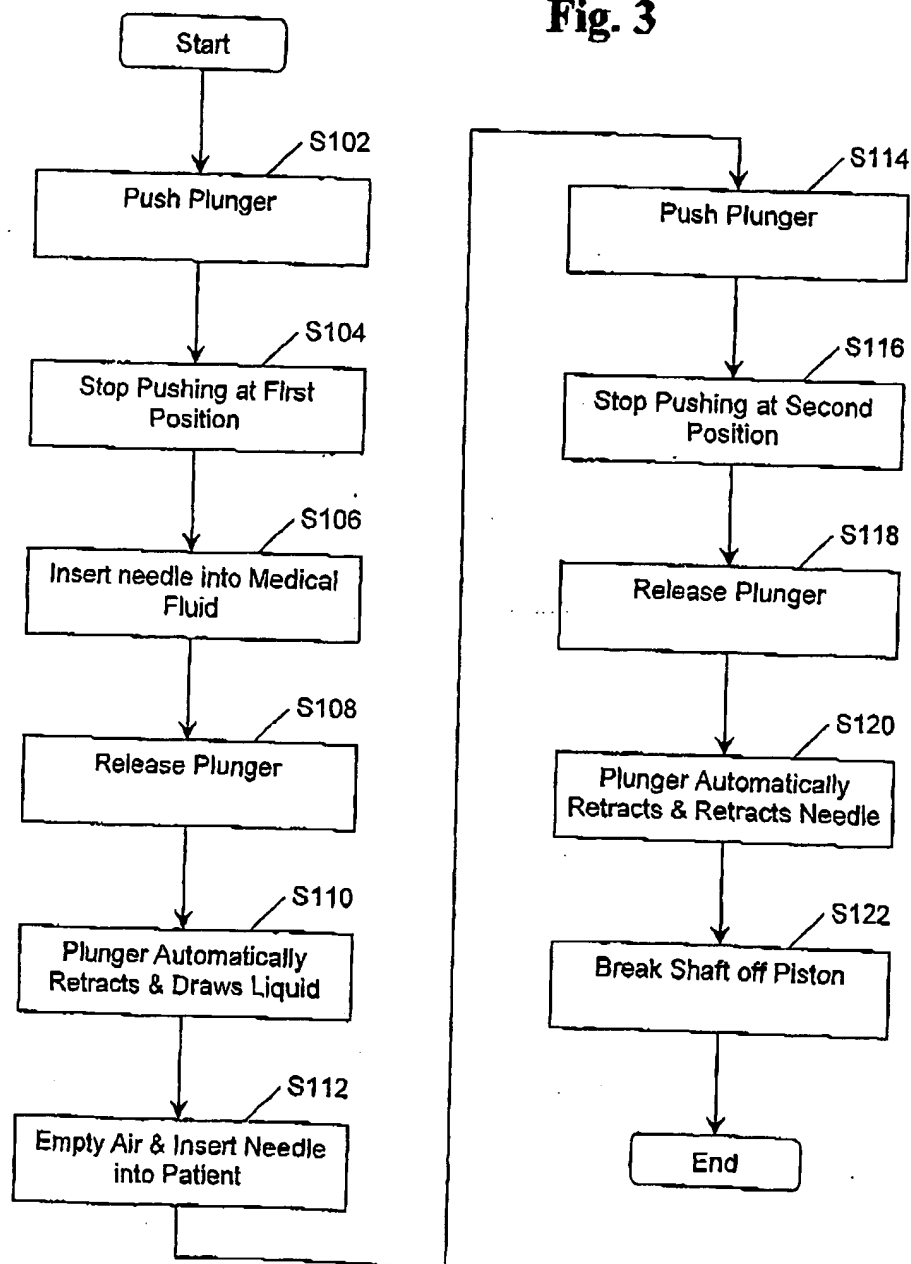 Fig. 3
Start
S102
Push Plunger
S104
Stop Pushing at First
Position
S106
Insert needle into Medical
Fluid
S108
Release Plunger
S110
Plunger Automatically
Retracts & Draws Liquid
S112
Empty Air & Insert Needle
into Patient
S114
Push Plunger
S116
Stop Pushing at Second
Position
S118
Release Plunger
S120
Plunger Automatically
Retracts & Retracts Needle
S122
Break Shaft off Piston
End